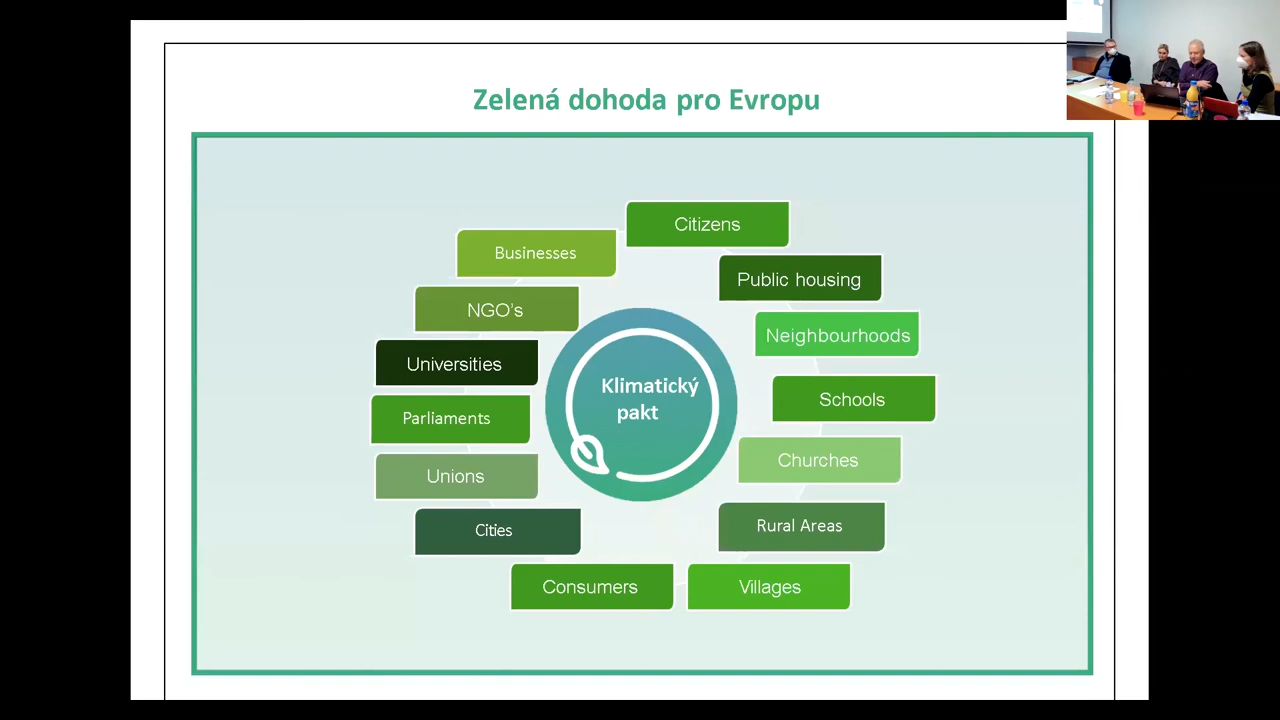 Zelená dohoda pro Evropu
Citizens
Businesses
Public housing
NGO's
Neighbourhoods
Universities
Klimatický
pakt
Schools
Parliaments
Churches
Unions
Rural Areas
Cities
Consumers
Villages